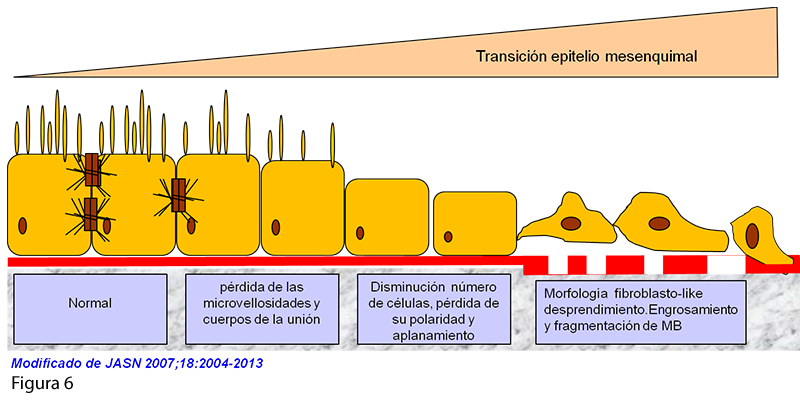 Transición epitelio mesenquimal
Normal
pérdida de las
microvellosidades y
cuerpos de la unión
Disminución número
de células, pérdida de
su polaridad y
aplanamiento
Morfologia fibroblasto-like
desprendimiento.Engrosamiento
y fragmentación de MB
Modificado de JASN 2007;18:2004-2013
Figura 6